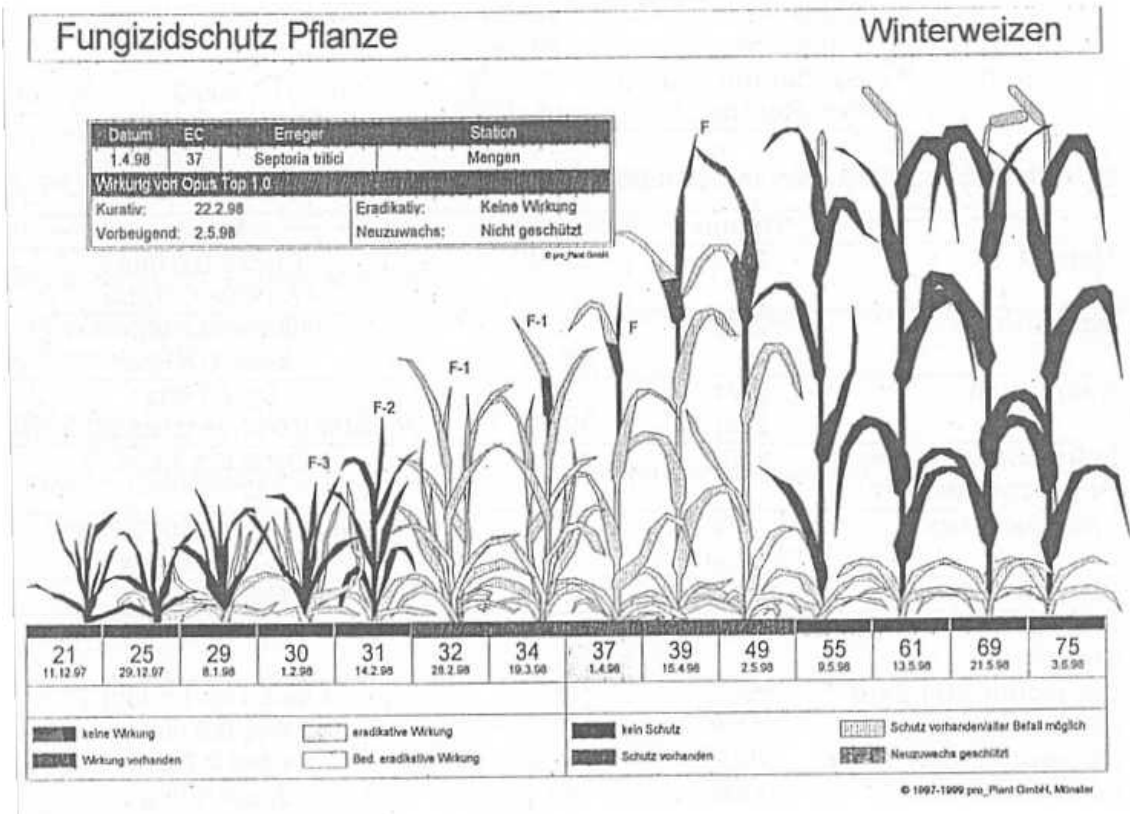 Fungizidschutz Pflanze Winterweizen
Datum EC Erreger Station
1.4.98 37 Septoria tritici Mengen
Wirkung von Opus Top 1.0
Kurativ: 22.2.98 Eradikativ: Keine Wirkung
Vorbeugend: 2.5.98 Neuzuwachs: Nicht geschützt
© pro_Plant GmbH
F
F-1 F
F-1
F-2
F-3
21 25 29 30 31 32 34 37 39 49 55 61 69 75
11.12.97 29.12.97 8.1.98 1.2.98 14.2.98 28.2.98 19.3.98 1.4.98 15.4.98 2.5.98 9.5.98 13.5.98 21.5.98 3.6.98
keine Wirkung eradikative Wirkung kein Schutz Schutz vorhanden/alter Befall möglich
Wirkung vorhanden Bed. eradikative Wirkung Schutz vorhanden Neuzuwachs geschützt
© 1997-1999 pro_Plant GmbH, Münster